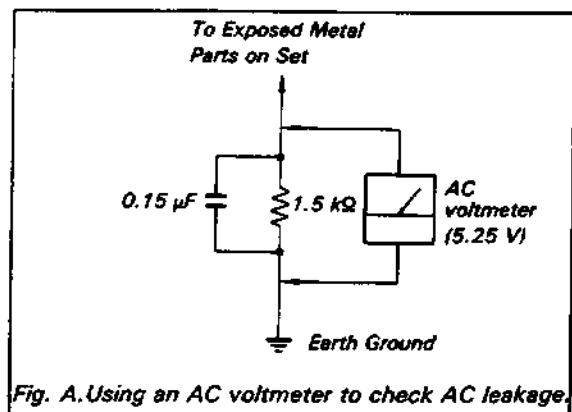 To Exposed Metal
Parts on Set
0.15 µF
1.5 kΩ
AC
voltmeter
(5.25 V)
Earth Ground
Fig. A. Using an AC voltmeter to check AC leakage.